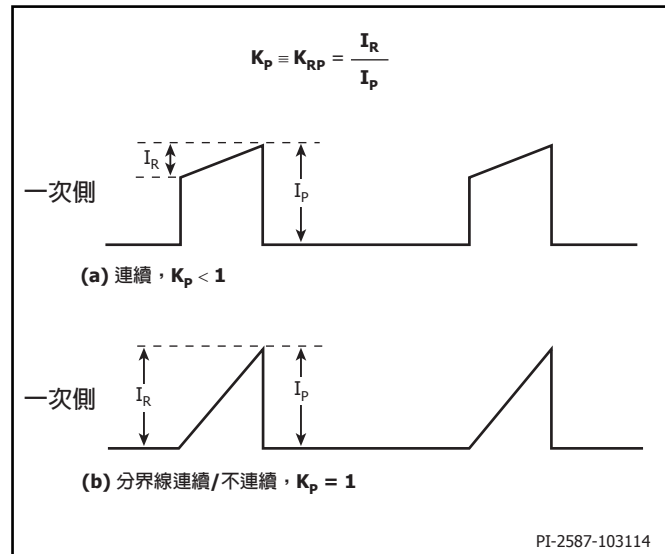 K_P ≡ K_RP = I_R / I_P
I_R
一次側
I_P
(a) 連續，K_P < 1
一次側
I_R
I_P
(b) 分界線連續/不連續，K_P = 1
PI-2587-103114